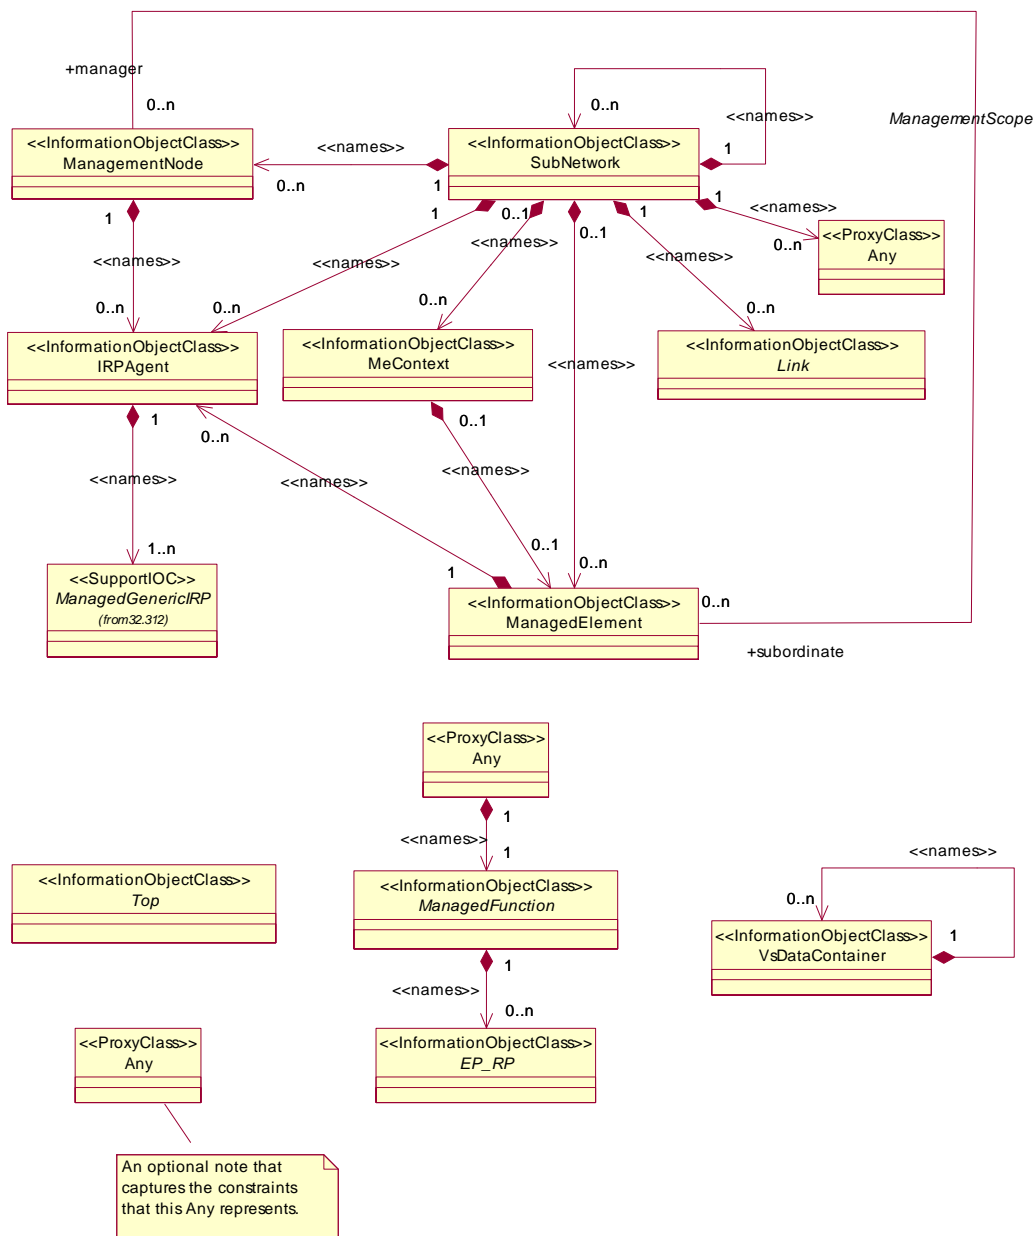 +manager
0..n
<<names>>
0..n
ManagementScope
<<InformationObjectClass>>
ManagementNode
<<names>>
0..n
1
<<InformationObjectClass>>
SubNetwork
1
1
1
0..1
0..1
1
1
<<names>>
0..n
<<ProxyClass>>
Any
<<names>>
0..n
<<names>>
0..n
<<names>>
0..n
<<names>>
0..n
<<names>>
<<InformationObjectClass>>
IRPAgent
<<InformationObjectClass>>
MeContext
<<InformationObjectClass>>
Link
1
0..n
0..1
<<names>>
<<names>>
<<names>>
1..n
0..1
0..n
1
<<SupportIOC>>
ManagedGenericIRP
(from32.312)
<<InformationObjectClass>>
ManagedElement
0..n
+subordinate
<<ProxyClass>>
Any
1
<<names>>
1
<<InformationObjectClass>>
Top
<<InformationObjectClass>>
ManagedFunction
<<names>>
0..n
<<InformationObjectClass>>
VsDataContainer
1
1
<<names>>
0..n
<<ProxyClass>>
Any
<<InformationObjectClass>>
EP_RP
An optional note that
captures the constraints
that this Any represents.